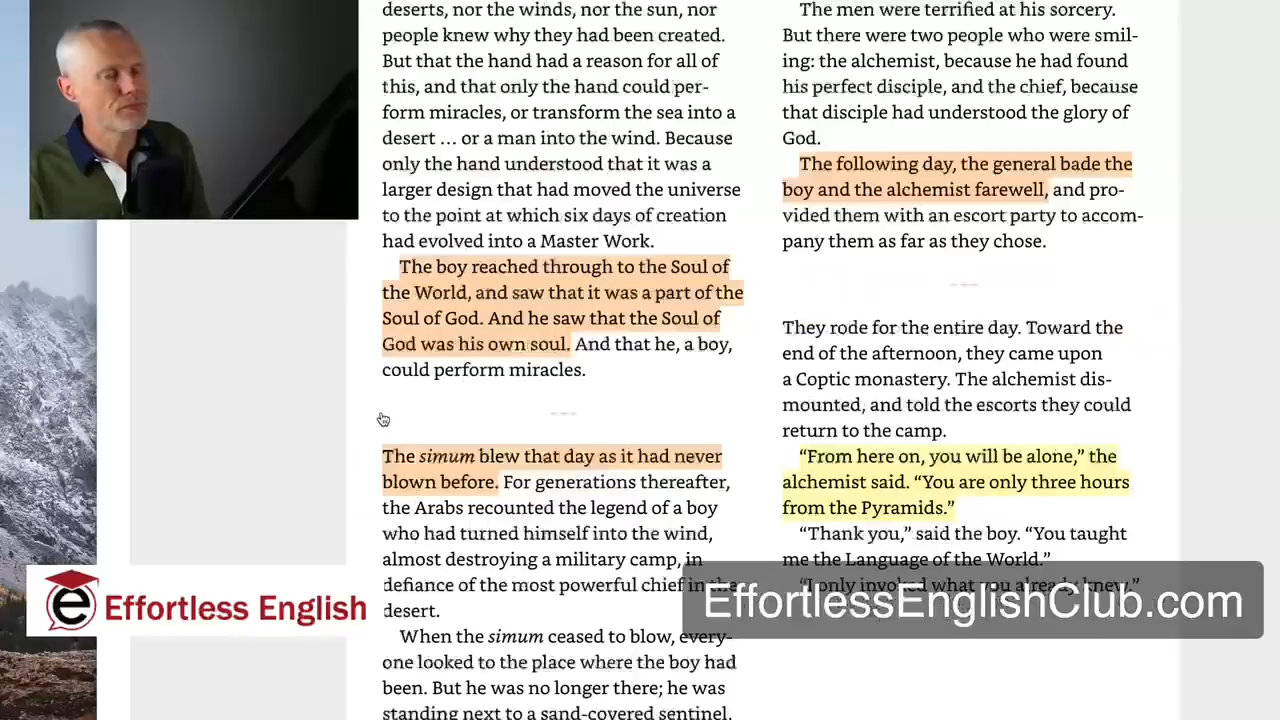 deserts, nor the winds, nor the sun, nor
people knew why they had been created.
But that the hand had a reason for all of
this, and that only the hand could per-
form miracles, or transform the sea into a
desert … or a man into the wind. Because
only the hand understood that it was a
larger design that had moved the universe
to the point at which six days of creation
had evolved into a Master Work.
The boy reached through to the Soul of
the World, and saw that it was a part of the
Soul of God. And he saw that the Soul of
God was his own soul. And that he, a boy,
could perform miracles.
The simum blew that day as it had never
blown before. For generations thereafter,
the Arabs recounted the legend of a boy
who had turned himself into the wind,
almost destroying a military camp, in
defiance of the most powerful chief in the
desert.
When the simum ceased to blow, every-
one looked to the place where the boy had
been. But he was no longer there; he was
standing next to a sand-covered sentinel,
The men were terrified at his sorcery.
But there were two people who were smil-
ing: the alchemist, because he had found
his perfect disciple, and the chief, because
that disciple had understood the glory of
God.
The following day, the general bade the
boy and the alchemist farewell, and pro-
vided them with an escort party to accom-
pany them as far as they chose.
They rode for the entire day. Toward the
end of the afternoon, they came upon
a Coptic monastery. The alchemist dis-
mounted, and told the escorts they could
return to the camp.
“From here on, you will be alone,” the
alchemist said. “You are only three hours
from the Pyramids.”
“Thank you,” said the boy. “You taught
me the Language of the World.”
“I only invoked what you already knew.”
e Effortless English
EffortlessEnglishClub.com